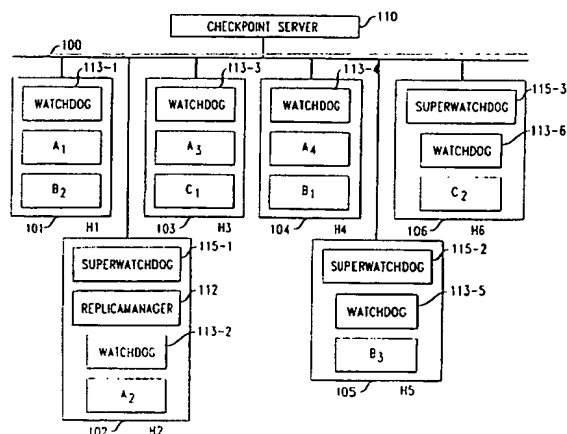 CHECKPOINT SERVER
110
100
113-1
113-3
113-4
WATCHDOG
A1
B2
101 H1
WATCHDOG
A3
C1
103 H3
WATCHDOG
A4
B1
104 H4
SUPERWATCHDOG
115-3
WATCHDOG
113-6
C2
106 H6
SUPERWATCHDOG
115-1
REPLICAMANAGER
112
WATCHDOG
113-2
A2
102 H2
SUPERWATCHDOG
115-2
WATCHDOG
113-5
B3
105 H5